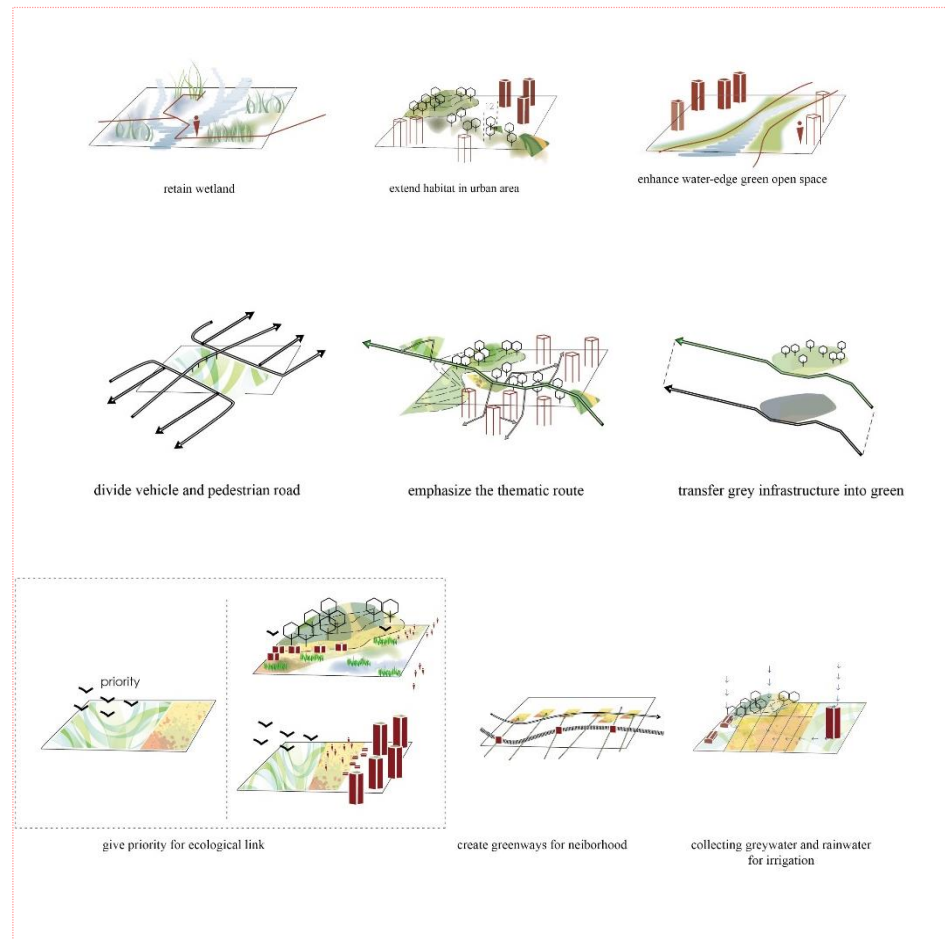 retain wetland
extend habitat in urban area
enhance water-edge green open space
divide vehicle and pedestrian road
emphasize the thematic route
transfer grey infrastructure into green
priority
give priority for ecological link
create greenways for neiborhood
collecting greywater and rainwater
for irrigation